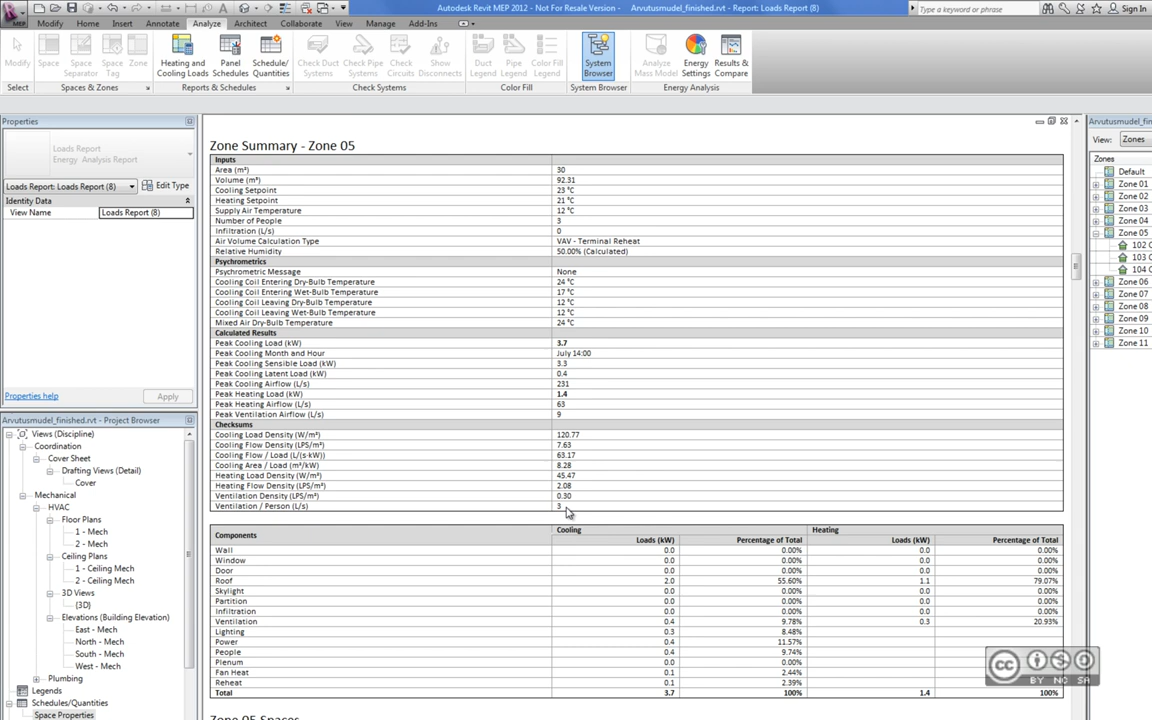 Autodesk Revit MEP 2012 - Not For Resale Version - Arvutusmudel_finished.rvt - Report: Loads Report (8)
Type a keyword or phrase
Sign In
MEP
Modify Home Insert Annotate Analyze Architect Collaborate View Manage Add-Ins
Modify
Space
Space Separator
Space Tag
Zone
Heating and Cooling Loads
Panel Schedules
Schedule/ Quantities
Check Duct Systems
Check Pipe Systems
Check Circuits
Show Disconnects
Duct Legend
Pipe Legend
Color Fill Legend
System Browser
Analyze Mass Model
Energy Settings
Results & Compare
Select Spaces & Zones Reports & Schedules Check Systems Color Fill System Browser Energy Analysis
Properties
Loads Report
Energy Analysis Report
Loads Report: Loads Report (8) Edit Type
Identity Data
View Name Loads Report (8)
Properties help Apply
Arvutusmudel_finished.rvt - Project Browser
Views (Discipline)
Coordination
Cover Sheet
Drafting Views (Detail)
Cover
Mechanical
HVAC
Floor Plans
1 - Mech
2 - Mech
Ceiling Plans
1 - Ceiling Mech
2 - Ceiling Mech
3D Views
{3D}
Elevations (Building Elevation)
East - Mech
North - Mech
South - Mech
West - Mech
Plumbing
Legends
Schedules/Quantities
Space Properties
Zone Summary - Zone 05
Inputs
Area (m²) 30
Volume (m³) 92.31
Cooling Setpoint 23 °C
Heating Setpoint 21 °C
Supply Air Temperature 12 °C
Number of People 3
Infiltration (L/s) 0
Air Volume Calculation Type VAV - Terminal Reheat
Relative Humidity 50.00% (Calculated)
Psychrometrics
Psychrometric Message None
Cooling Coil Entering Dry-Bulb Temperature 24 °C
Cooling Coil Entering Wet-Bulb Temperature 17 °C
Cooling Coil Leaving Dry-Bulb Temperature 12 °C
Cooling Coil Leaving Wet-Bulb Temperature 12 °C
Mixed Air Dry-Bulb Temperature 24 °C
Calculated Results
Peak Cooling Load (kW) 3.7
Peak Cooling Month and Hour July 14:00
Peak Cooling Sensible Load (kW) 3.3
Peak Cooling Latent Load (kW) 0.4
Peak Cooling Airflow (L/s) 231
Peak Heating Load (kW) 1.4
Peak Heating Airflow (L/s) 63
Peak Ventilation Airflow (L/s) 9
Checksums
Cooling Load Density (W/m²) 120.77
Cooling Flow Density (LPS/m²) 7.63
Cooling Flow / Load (L/(s·kW)) 63.17
Cooling Area / Load (m²/kW) 8.28
Heating Load Density (W/m²) 45.47
Heating Flow Density (LPS/m²) 2.08
Ventilation Density (LPS/m²) 0.30
Ventilation / Person (L/s) 3
Components Cooling Heating
Loads (kW) Percentage of Total Loads (kW) Percentage of Total
Wall 0.0 0.00% 0.0 0.00%
Window 0.0 0.00% 0.0 0.00%
Door 0.0 0.00% 0.0 0.00%
Roof 2.0 55.60% 1.1 79.07%
Skylight 0.0 0.00% 0.0 0.00%
Partition 0.0 0.00% 0.0 0.00%
Infiltration 0.0 0.00% 0.0 0.00%
Ventilation 0.4 9.78% 0.3 20.93%
Lighting 0.3 8.48%
Power 0.4 11.57%
People 0.4 9.74%
Plenum 0.0 0.00%
Fan Heat 0.1 2.44%
Reheat 0.1 2.39%
Total 3.7 100% 1.4 100%
Zone 05 Spaces
Arvutusmudel_fin
View: Zones
Zones
Default
Zone 01
Zone 02
Zone 03
Zone 04
Zone 05
102
103
104
Zone 06
Zone 07
Zone 08
Zone 09
Zone 10
Zone 11
cc
BY NC SA